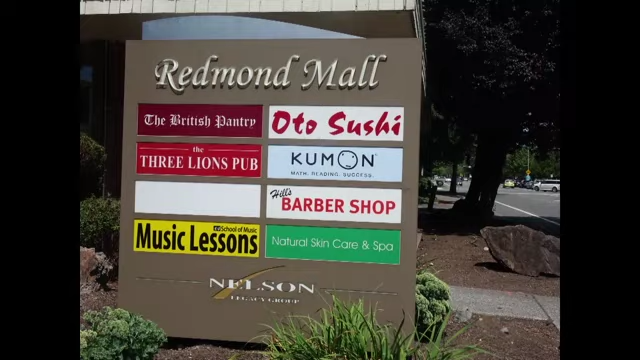 Redmond Mall
The British Pantry
Oto Sushi
the
THREE LIONS PUB
KUMON
MATH. READING. SUCCESS.
Hill's
BARBER SHOP
School of Music
Music Lessons
Natural Skin Care & Spa
NELSON
LEGACY GROUP